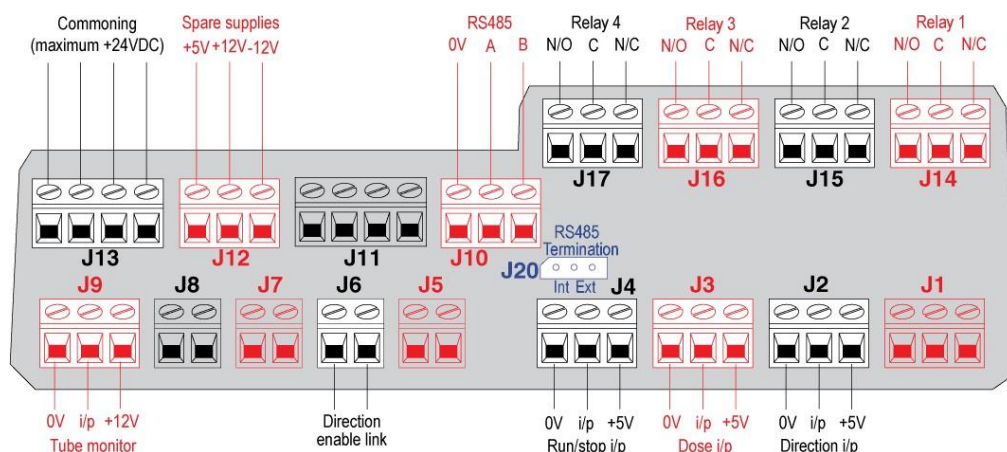 Commoning
(maximum +24VDC)
Spare supplies
+5V +12V -12V
RS485
0V A B
Relay 4
N/O C N/C
Relay 3
N/O C N/C
Relay 2
N/O C N/C
Relay 1
N/O C N/C
J17 J16 J15 J14
J13 J12 J11 J10
RS485
Termination
J20
Int Ext
J9 J8 J7 J6 J5 J4 J3 J2 J1
0V i/p +12V
Tube monitor
Direction
enable link
0V i/p +5V
Run/stop i/p
0V i/p +5V
Dose i/p
0V i/p +5V
Direction i/p